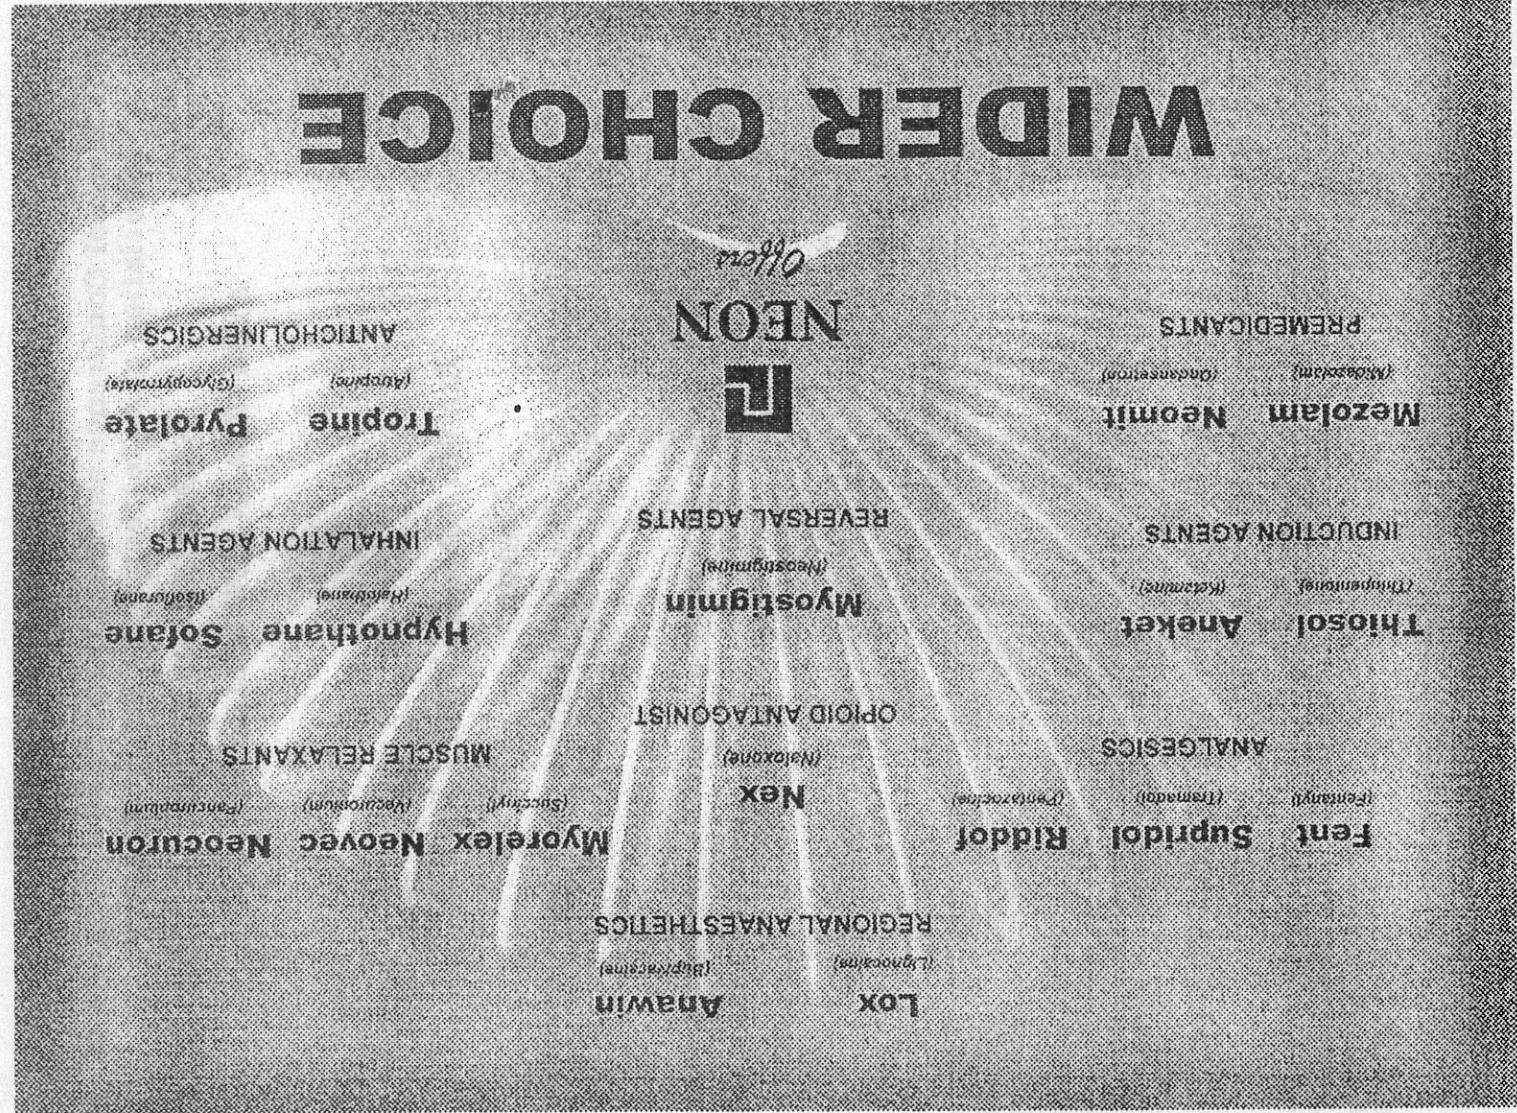 Lox Anawin
(Lignocaine) (Bupivacaine)
REGIONAL ANAESTHETICS
Fent Supridol Riddof
(Fentanyl) (Tramadol) (Pentazocine)
ANALGESICS
Nex
(Naloxone)
OPIOID ANTAGONIST
Myorelex Neovec Neocuron
(Succinyl) (Vecuronium) (Pancuronium)
MUSCLE RELAXANTS
Thiosol Aneket
(Thiopentone) (Ketamine)
INDUCTION AGENTS
Myostigmin
(Neostigmine)
REVERSAL AGENTS
Hypnothane Sofane
(Halothane) (Isoflurane)
INHALATION AGENTS
Mezolam Neomit
(Midazolam) (Ondansetron)
PREMEDICANTS
Tropine Pyrolate
(Atropine) (Glycopyrrolate)
ANTICHOLINERGICS
NEON
Offers
WIDER CHOICE